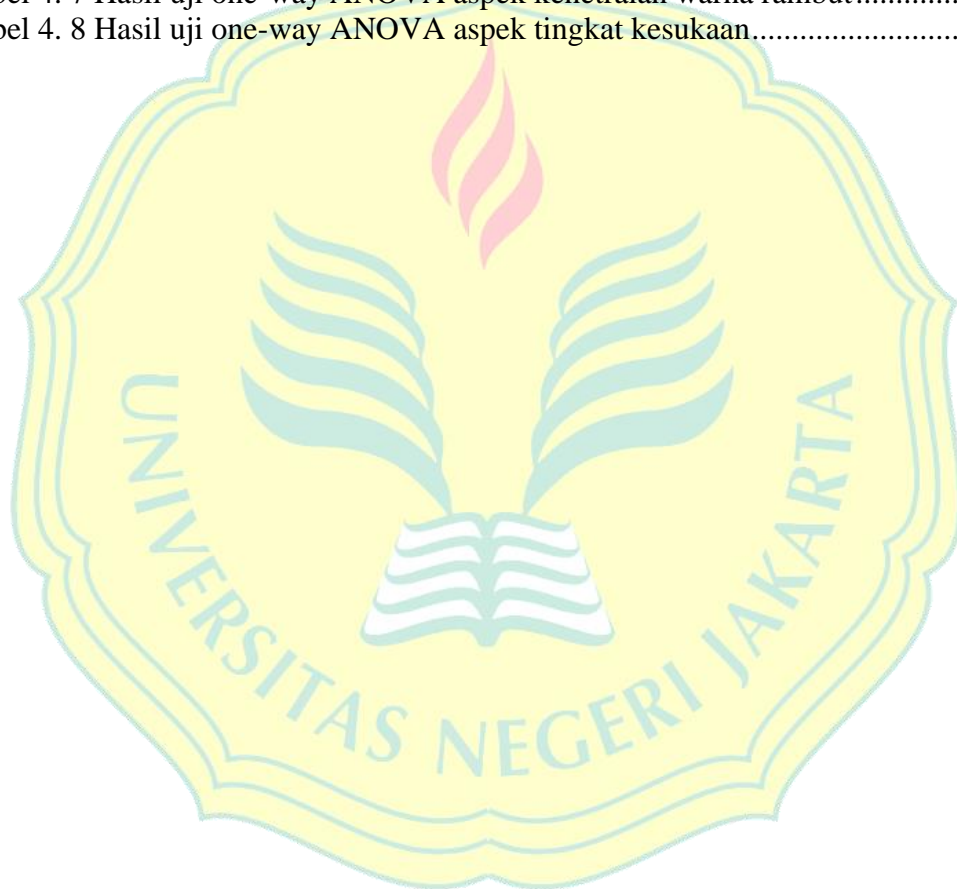 bel 4. 7 Hasil uji one-way ANOVA aspek kenetralan warna rambut
bel 4. 8 Hasil uji one-way ANOVA aspek tingkat kesukaan..........................
UNIVERSITAS NEGERI JAKARTA